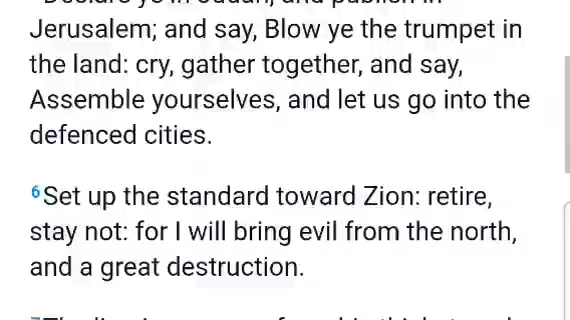 Jerusalem; and say, Blow ye the trumpet in
the land: cry, gather together, and say,
Assemble yourselves, and let us go into the
defenced cities.
6 Set up the standard toward Zion: retire,
stay not: for I will bring evil from the north,
and a great destruction.